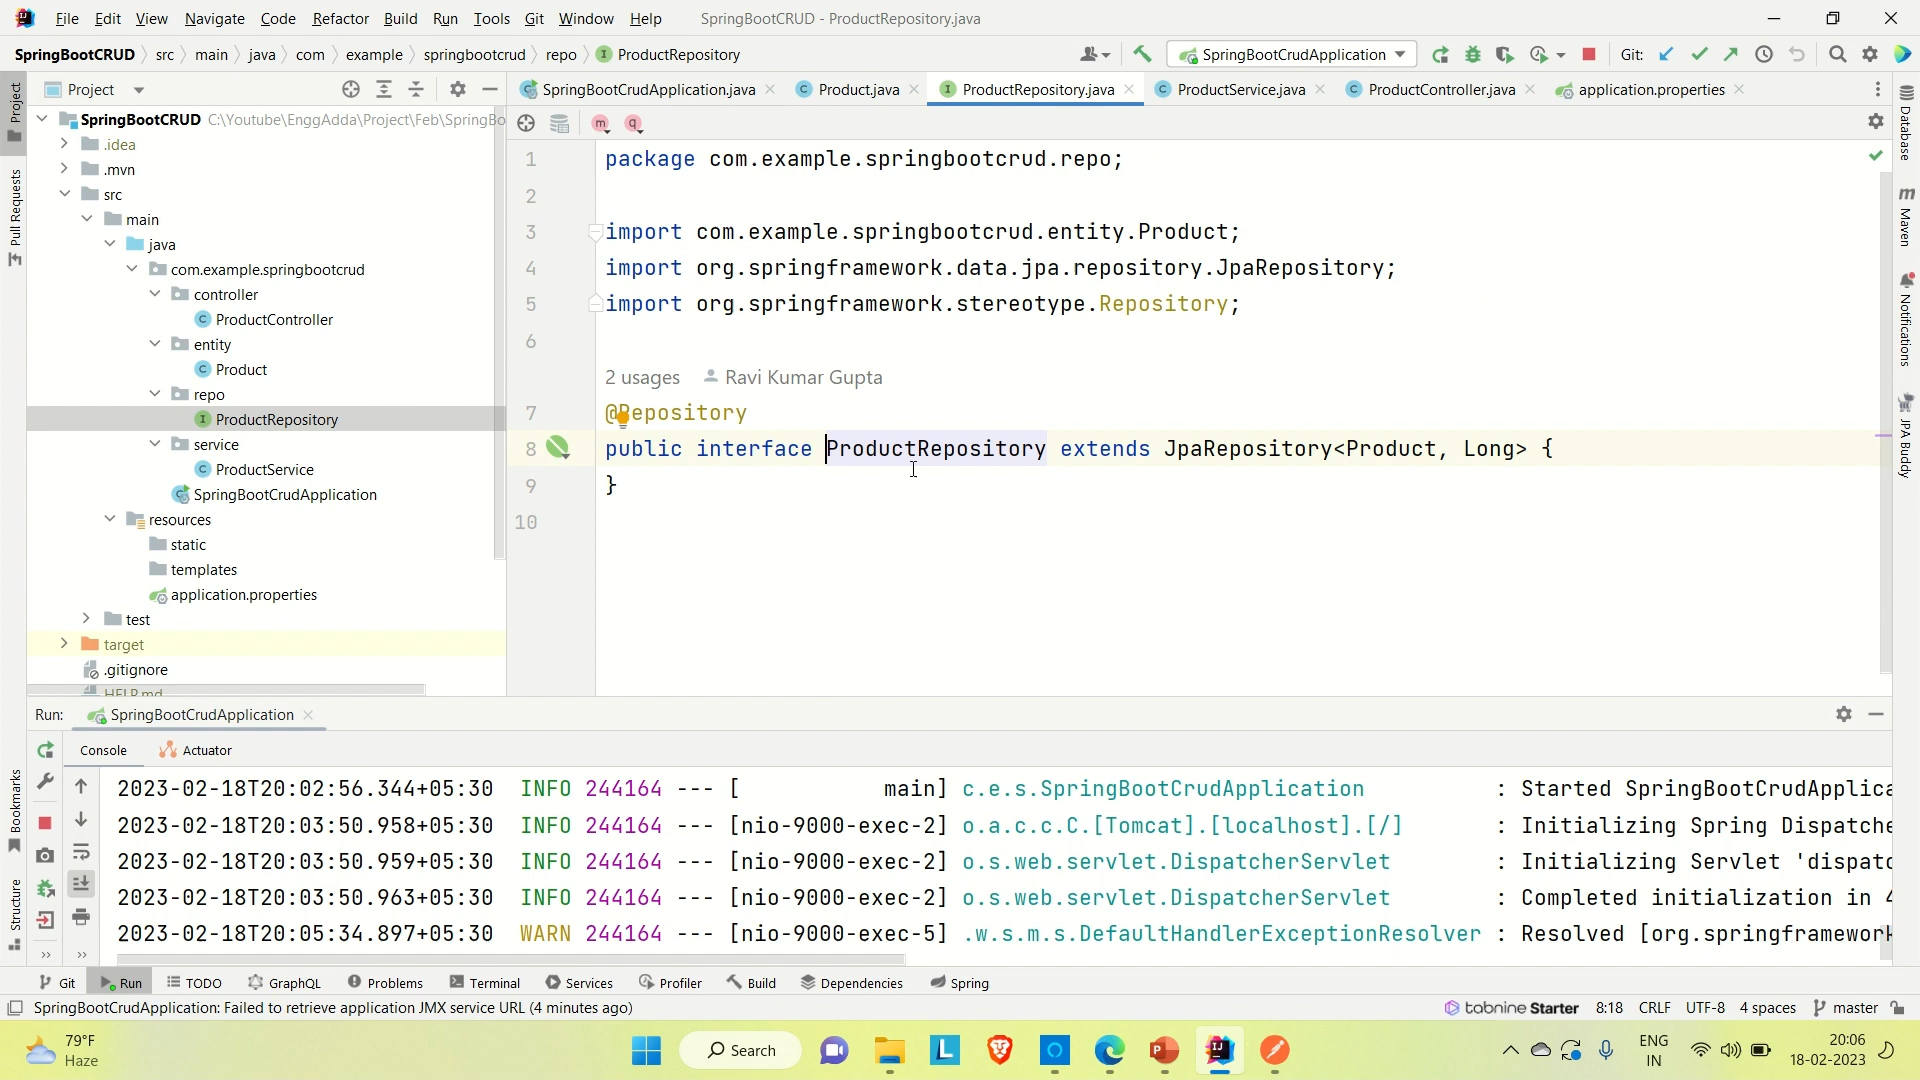 File Edit View Navigate Code Refactor Build Run Tools Git Window Help SpringBootCRUD - ProductRepository.java
SpringBootCRUD src main java com example springbootcrud repo ProductRepository SpringBootCrudApplication Git:
Project
SpringBootCrudApplication.java Product.java ProductRepository.java ProductService.java ProductController.java application.properties
SpringBootCRUD C:\Youtube\EnggAdda\Project\Feb\SpringBo
.idea
.mvn
src
main
java
com.example.springbootcrud
controller
ProductController
entity
Product
repo
ProductRepository
service
ProductService
SpringBootCrudApplication
resources
static
templates
application.properties
test
target
.gitignore
HELP.md
Project
Pull Requests
Bookmarks
Structure
1 package com.example.springbootcrud.repo;
2
3 import com.example.springbootcrud.entity.Product;
4 import org.springframework.data.jpa.repository.JpaRepository;
5 import org.springframework.stereotype.Repository;
6
2 usages Ravi Kumar Gupta
7 @Repository
8 public interface ProductRepository extends JpaRepository<Product, Long> {
9 }
10
Database
Maven
Notifications
JPA Buddy
Run: SpringBootCrudApplication
Console Actuator
2023-02-18T20:02:56.344+05:30 INFO 244164 --- [ main] c.e.s.SpringBootCrudApplication : Started SpringBootCrudApplica
2023-02-18T20:03:50.958+05:30 INFO 244164 --- [nio-9000-exec-2] o.a.c.c.C.[Tomcat].[localhost].[/] : Initializing Spring Dispatche
2023-02-18T20:03:50.959+05:30 INFO 244164 --- [nio-9000-exec-2] o.s.web.servlet.DispatcherServlet : Initializing Servlet 'dispatc
2023-02-18T20:03:50.963+05:30 INFO 244164 --- [nio-9000-exec-2] o.s.web.servlet.DispatcherServlet : Completed initialization in 4
2023-02-18T20:05:34.897+05:30 WARN 244164 --- [nio-9000-exec-5] .w.s.m.s.DefaultHandlerExceptionResolver : Resolved [org.springframework
Git Run TODO GraphQL Problems Terminal Services Profiler Build Dependencies Spring
SpringBootCrudApplication: Failed to retrieve application JMX service URL (4 minutes ago) tabnine Starter 8:18 CRLF UTF-8 4 spaces master
79°F
Haze
Search
ENG
IN
20:06
18-02-2023